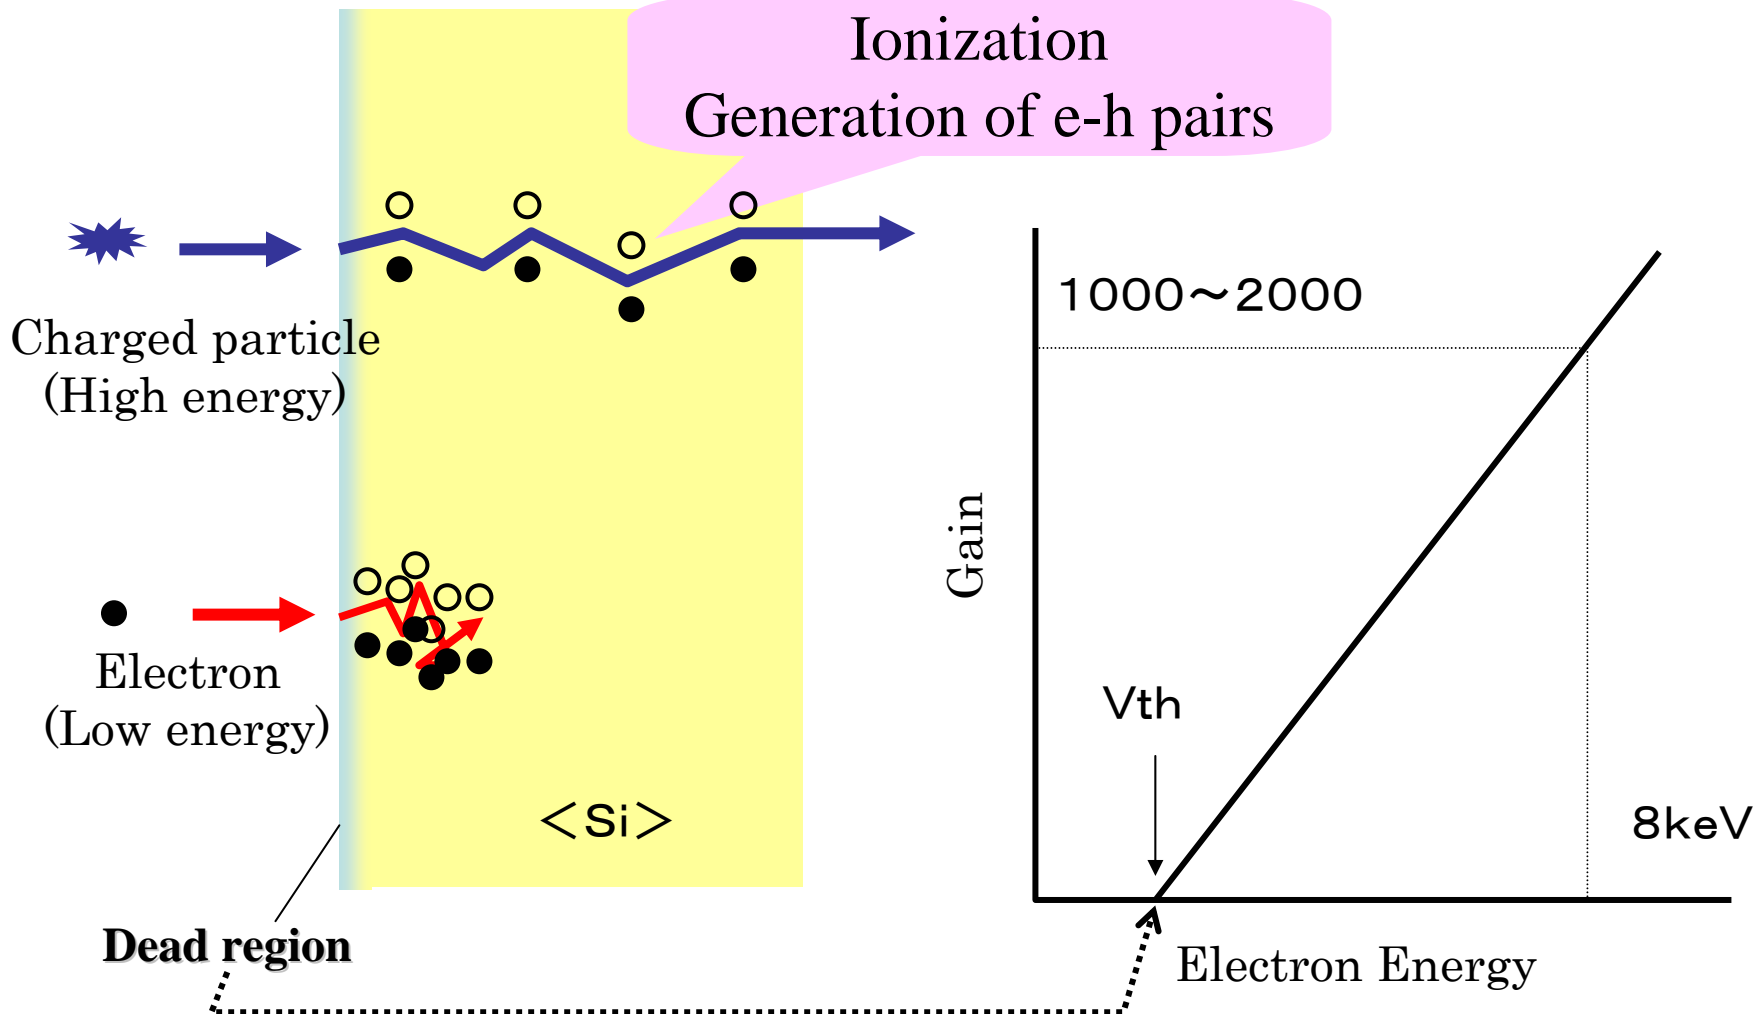 Ionization
Generation of e-h pairs
Charged particle
(High energy)
1000～2000
Gain
Electron
(Low energy)
Vth
＜Si＞
8keV
Dead region
Electron Energy